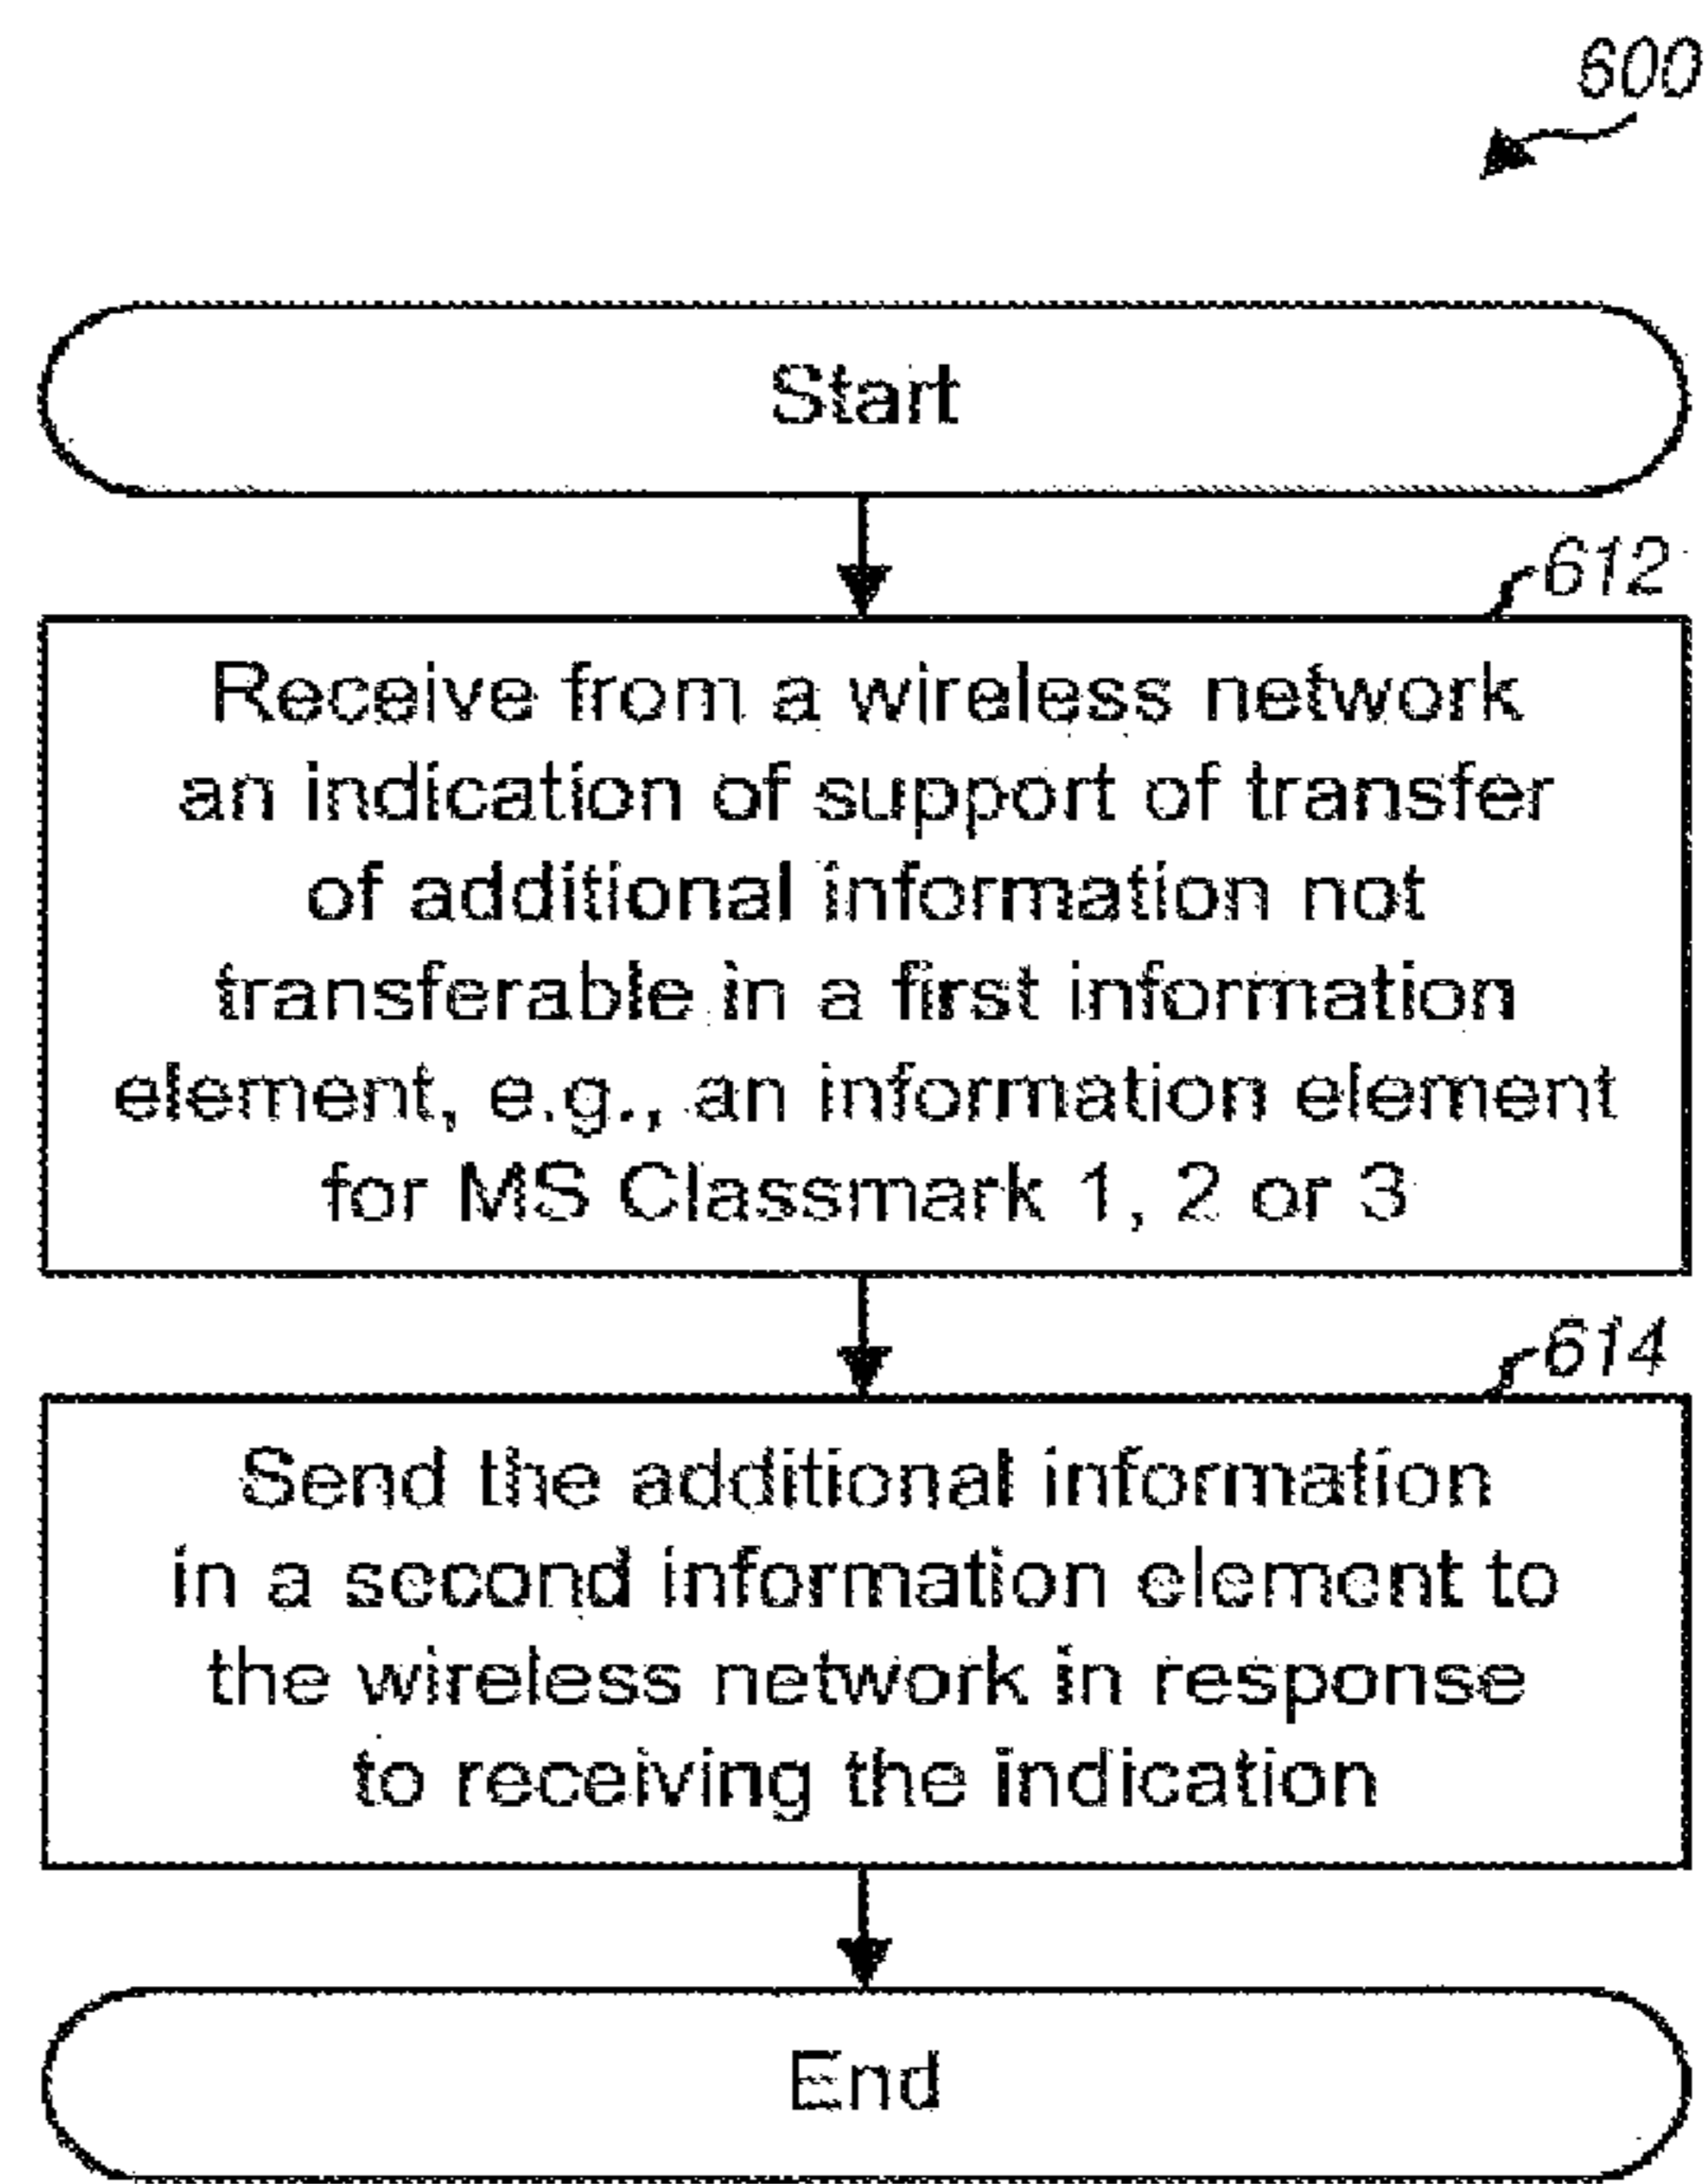 600
Start
612
Receive from a wireless network
an indication of support of transfer
of additional information not
transferable in a first information
element, e.g., an information element
for MS Classmark 1, 2 or 3
614
Send the additional information
in a second information element to
the wireless network in response
to receiving the indication
End